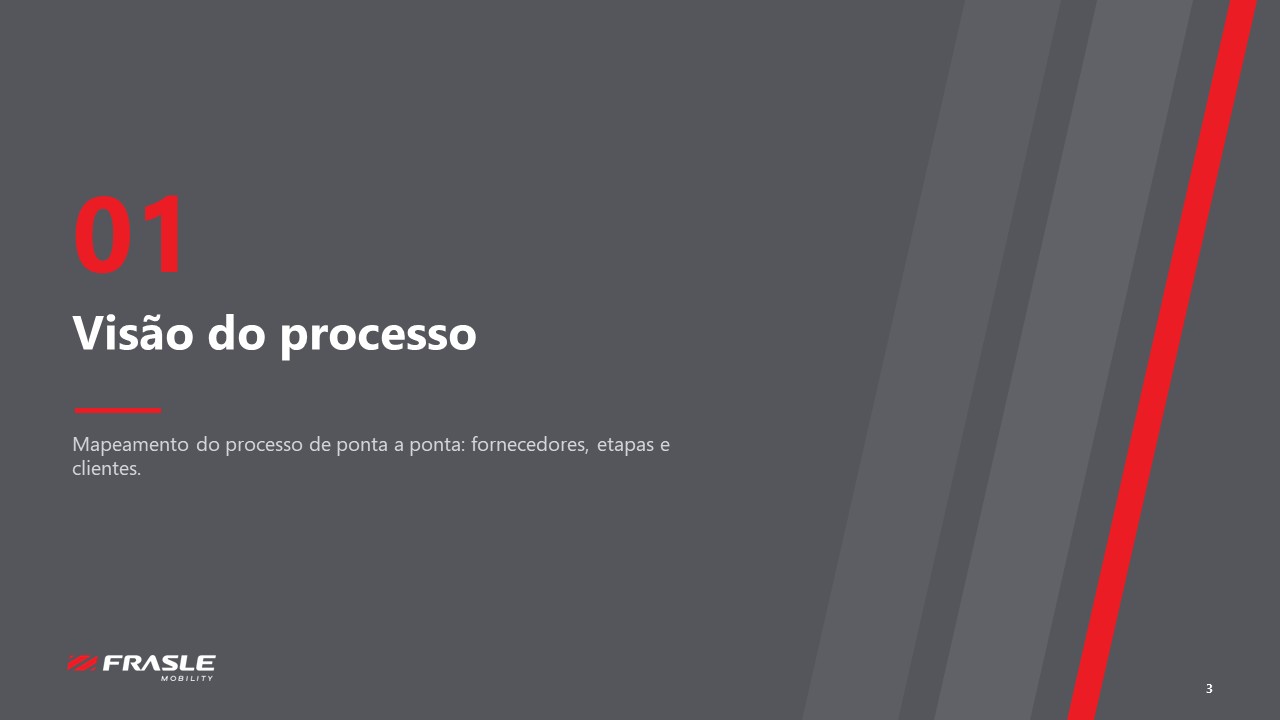 01
Visão do processo
Mapeamento do processo de ponta a ponta: fornecedores, etapas e
clientes.
FRASLE
MOBILITY
3